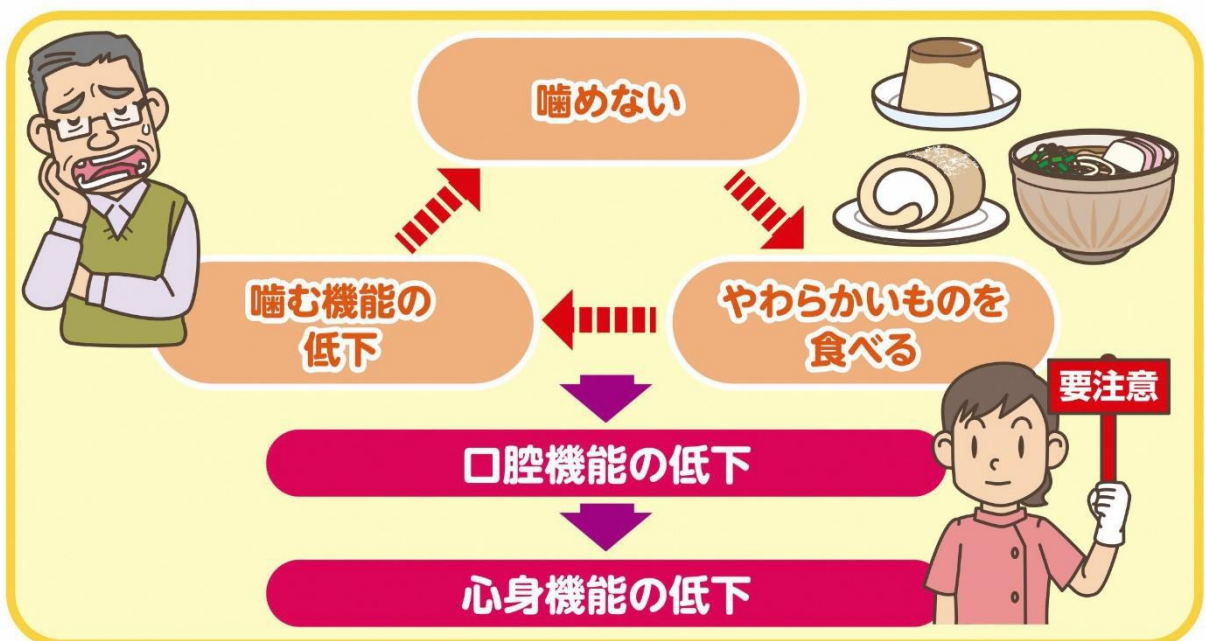 噛めない
やわらかいものを
食べる
噛む機能の
低下
口腔機能の低下
心身機能の低下
要注意